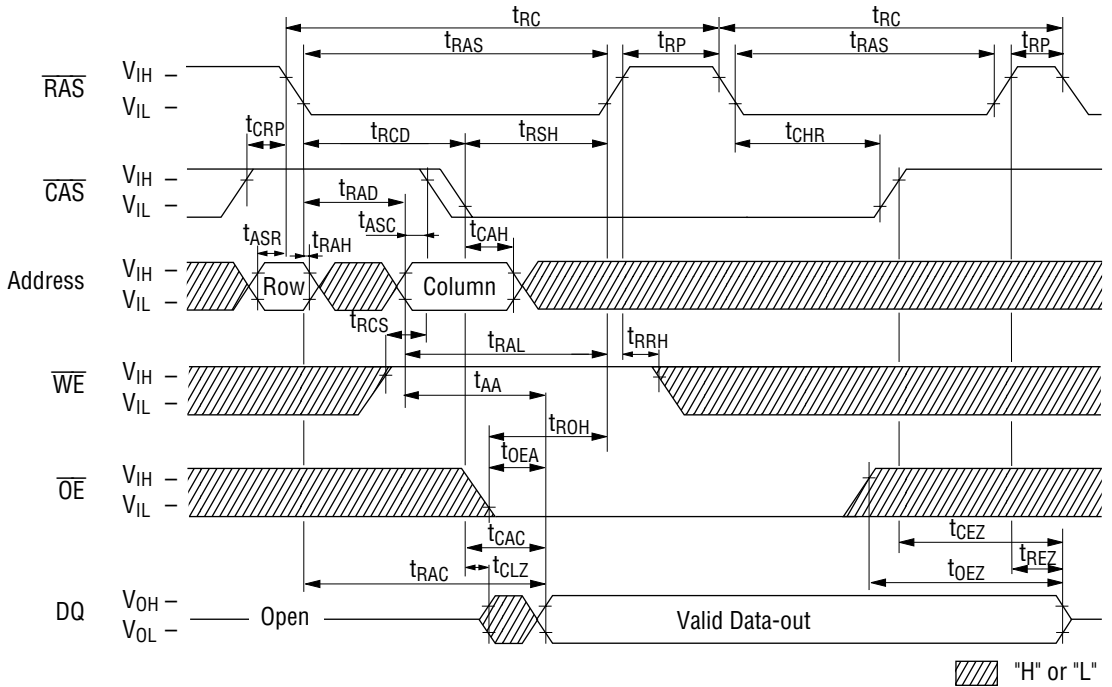 tRC tRC
tRAS tRP tRAS tRP
RAS VIH
VIL
tCRP tRCD tRSH tCHR
CAS VIH
VIL
tRAD
tASC tCAH
tASR tRAH
Address VIH
VIL
Row Column
tRCS tRAL tRRH
WE VIH
VIL
tAA
tROH
tOEA
OE VIH
VIL
tCAC tCEZ
tRAC tCLZ tOEZ tREZ
DQ VOH
VOL
Open Valid Data-out
"H" or "L"